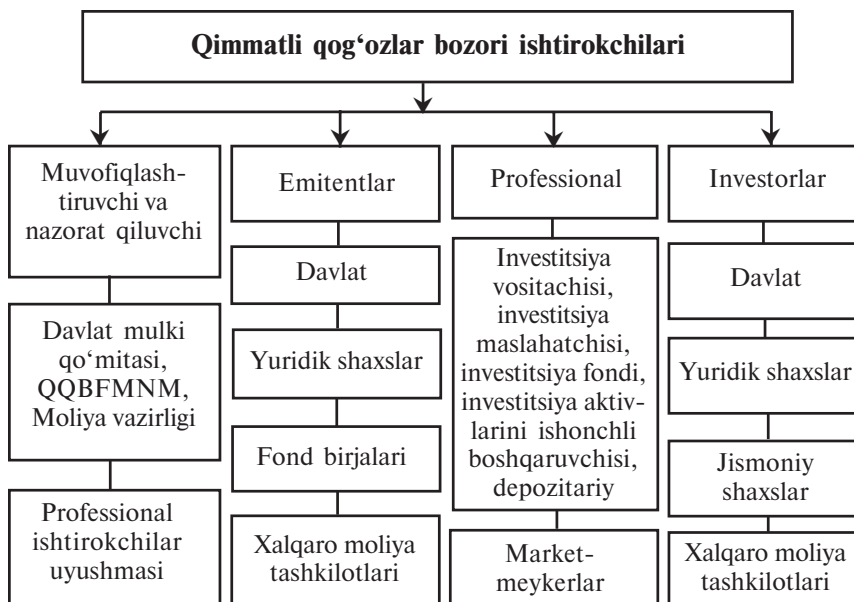 Qimmatli qog‘ozlar bozori ishtirokchilari
Muvofiqlash-
tiruvchi va
nazorat qiluvchi
Davlat mulki
qo‘mitasi,
QQBFMNM,
Moliya vazirligi
Professional
ishtirokchilar
uyushmasi
Emitentlar
Davlat
Yuridik shaxslar
Fond birjalari
Xalqaro moliya
tashkilotlari
Professional
Investitsiya
vositachisi,
investitsiya
maslahatchisi,
investitsiya fondi,
investitsiya aktiv-
larini ishonchli
boshqaruvchisi,
depozitariy
Market-
meykerlar
Investorlar
Davlat
Yuridik shaxslar
Jismoniy
shaxslar
Xalqaro moliya
tashkilotlari